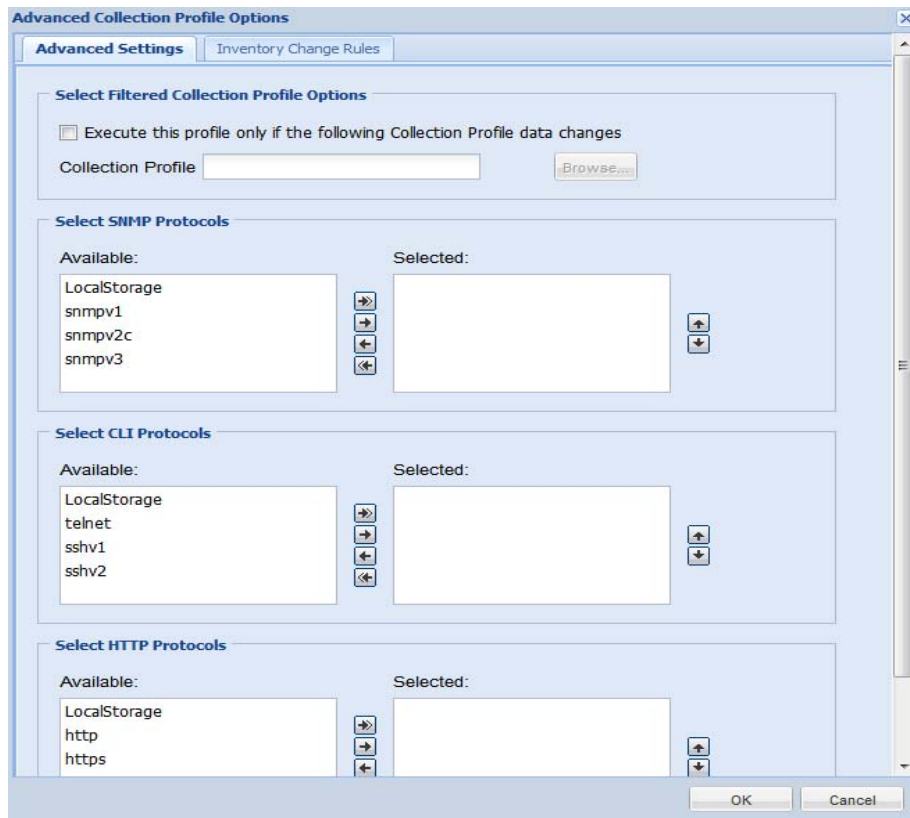 Advanced Collection Profile Options
Advanced Settings Inventory Change Rules
Select Filtered Collection Profile Options
Execute this profile only if the following Collection Profile data changes
Collection Profile Browse...
Select SNMP Protocols
Available: Selected:
LocalStorage
snmpv1
snmpv2c
snmpv3
Select CLI Protocols
Available: Selected:
LocalStorage
telnet
sshv1
sshv2
Select HTTP Protocols
Available: Selected:
LocalStorage
http
https
OK Cancel